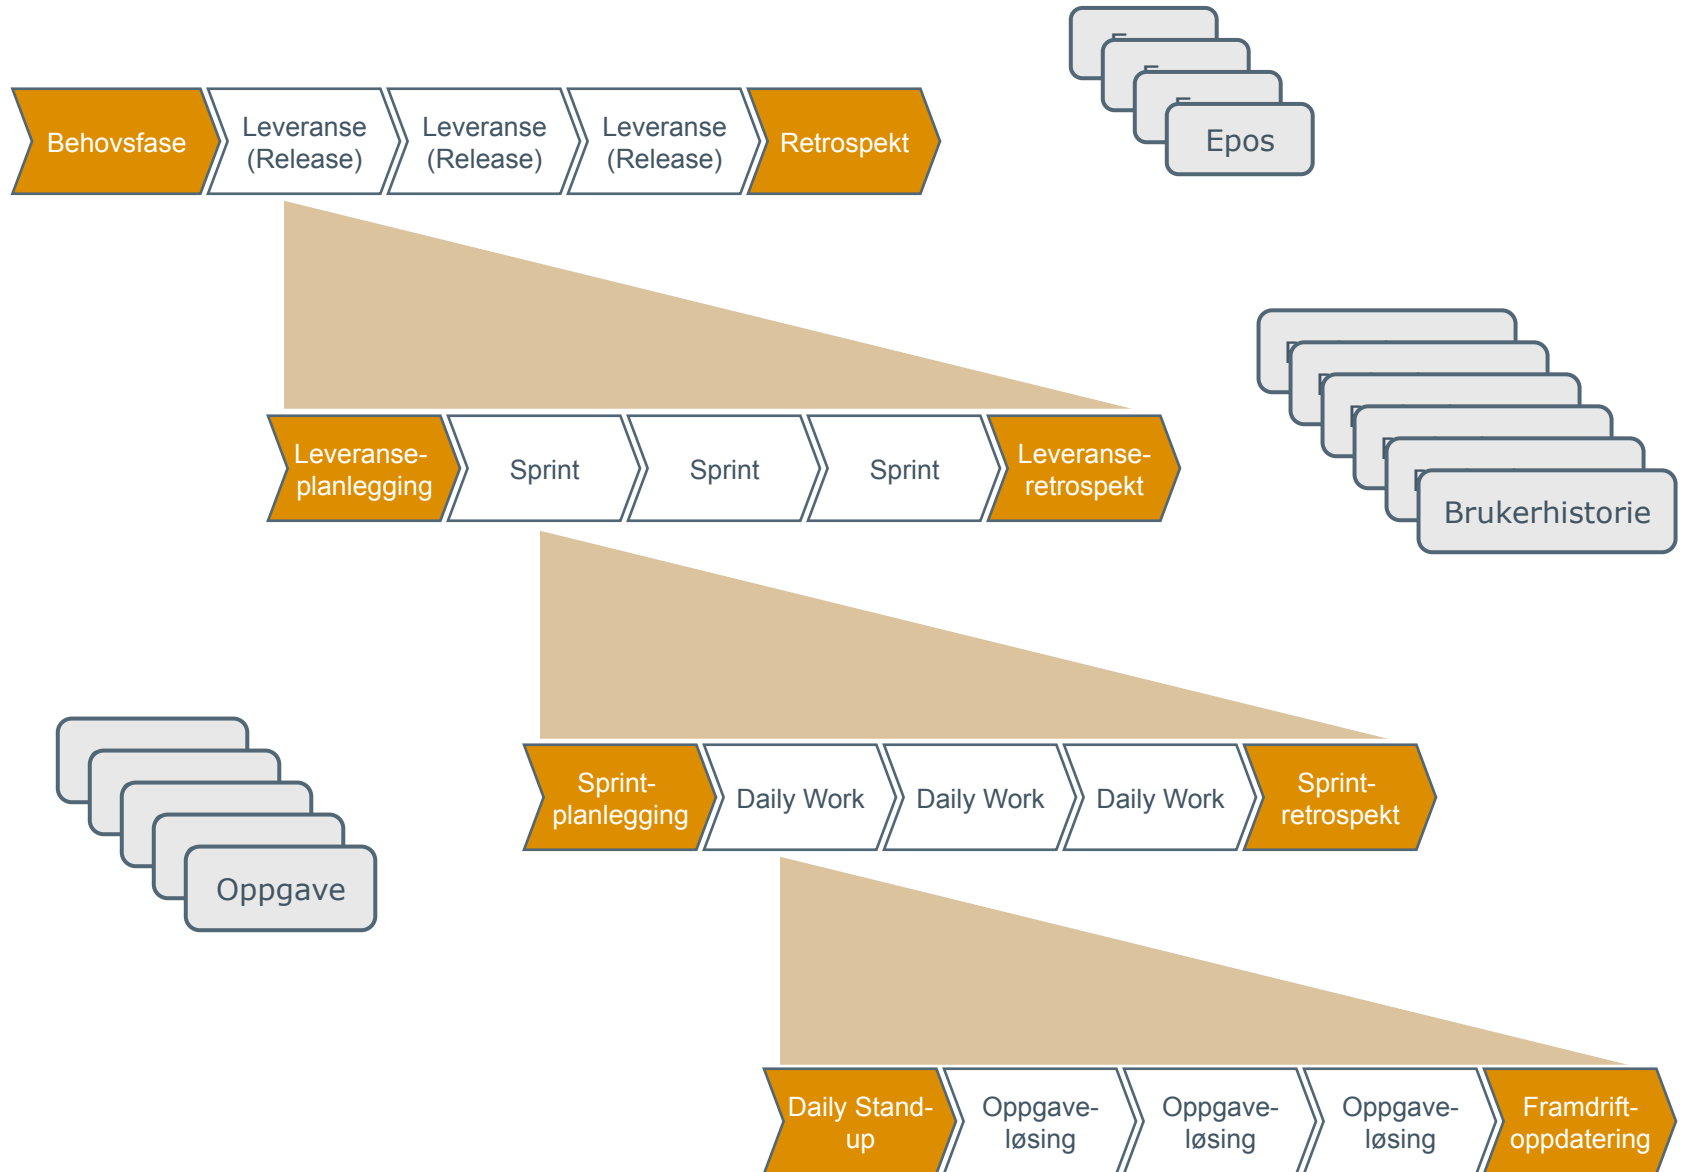 Epos
Behovsfase
Leveranse
(Release)
Leveranse
(Release)
Leveranse
(Release)
Retrospekt
Leveranse-
planlegging
Sprint
Sprint
Sprint
Leveranse-
retrospekt
Brukerhistorie
Sprint-
planlegging
Daily Work
Daily Work
Daily Work
Sprint-
retrospekt
Oppgave
Daily Stand-
up
Oppgave-
løsing
Oppgave-
løsing
Oppgave-
løsing
Framdrift-
oppdatering